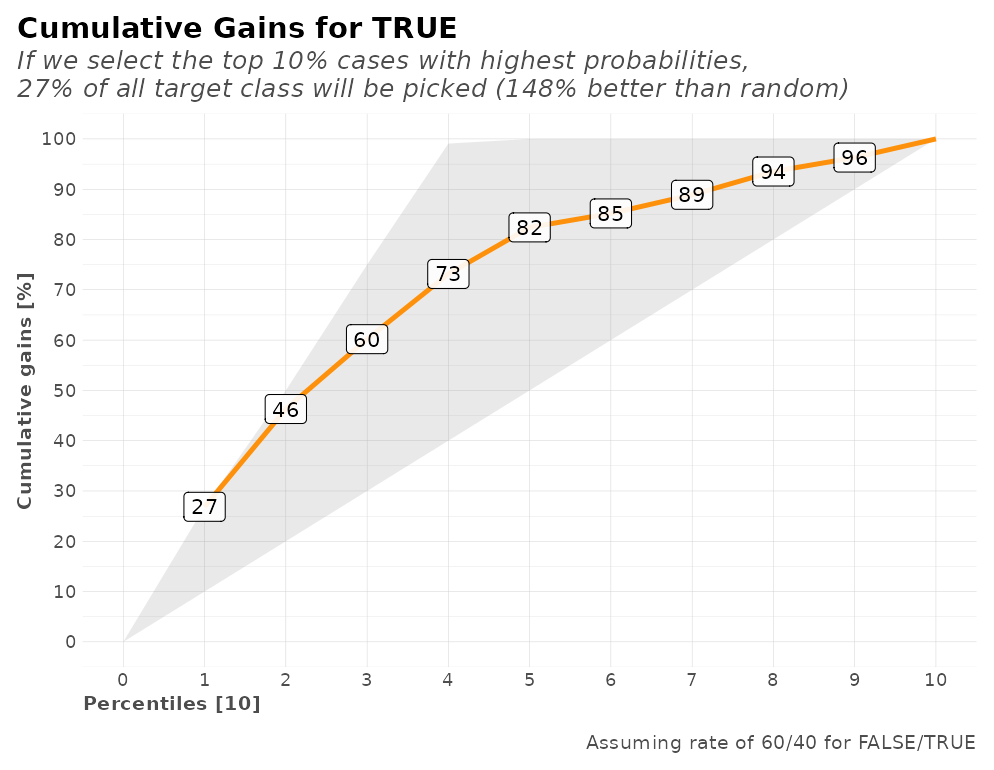 Cumulative Gains for TRUE
If we select the top 10% cases with highest probabilities,
27% of all target class will be picked (148% better than random)
Cumulative gains [%]
100
90
80
70
60
50
40
30
20
10
0
27
46
60
73
82
85
89
94
96
0 1 2 3 4 5 6 7 8 9 10
Percentiles [10]
Assuming rate of 60/40 for FALSE/TRUE